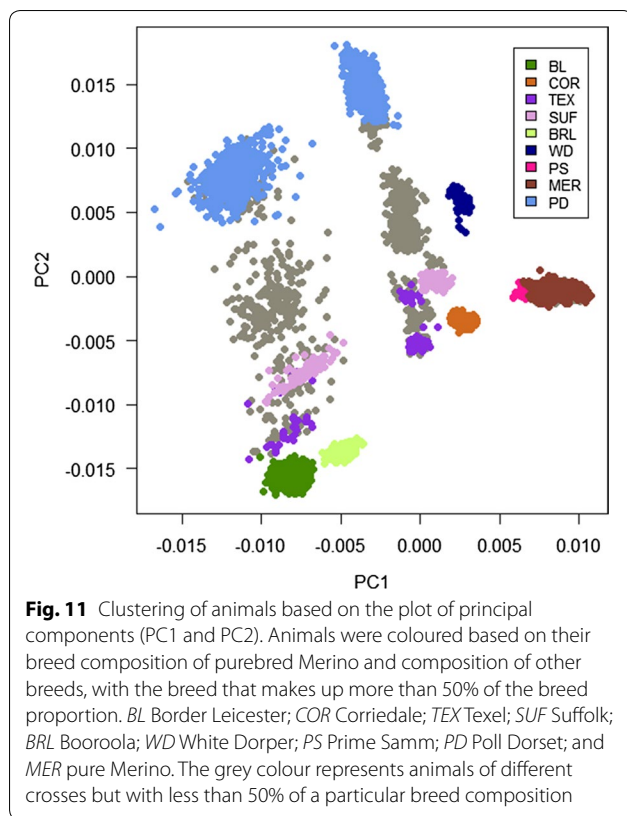 PC2
0.015
0.010
0.005
0.000
-0.005
-0.010
-0.015
BL
COR
TEX
SUF
BRL
WD
PS
MER
PD
-0.015 -0.010 -0.005 0.000 0.005 0.010
PC1
Fig. 11 Clustering of animals based on the plot of principal
components (PC1 and PC2). Animals were coloured based on their
breed composition of purebred Merino and composition of other
breeds, with the breed that makes up more than 50% of the breed
proportion. BL Border Leicester; COR Corriedale; TEX Texel; SUF Suffolk;
BRL Booroola; WD White Dorper; PS Prime Samm; PD Poll Dorset; and
MER pure Merino. The grey colour represents animals of different
crosses but with less than 50% of a particular breed composition